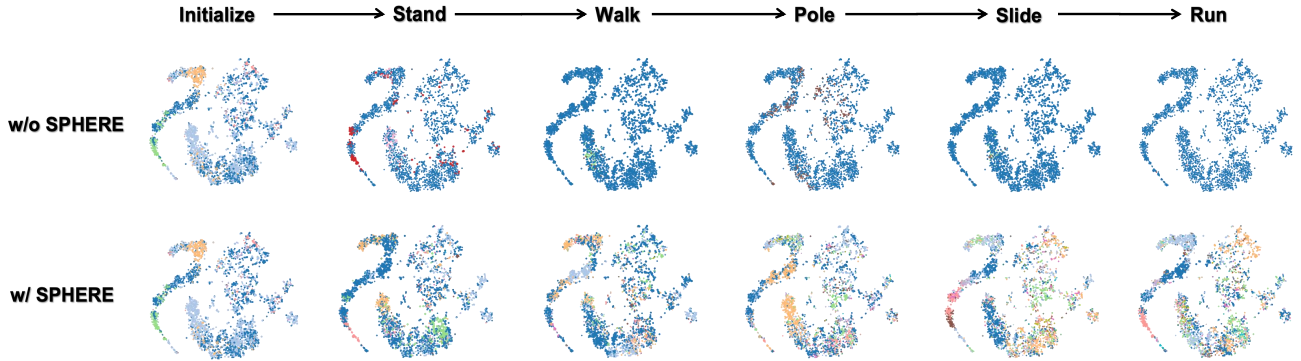 Initialize Stand Walk Pole Slide Run
w/o SPHERE
w/ SPHERE